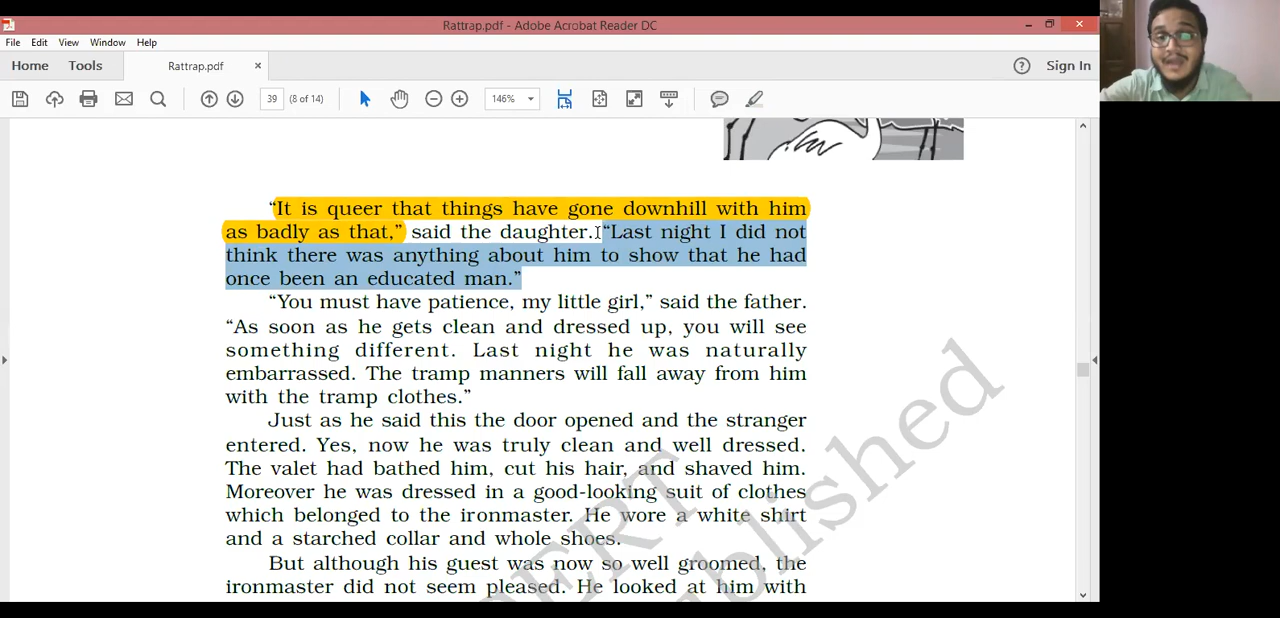 Rattrap.pdf - Adobe Acrobat Reader DC
File Edit View Window Help
Home Tools Rattrap.pdf × Sign In
39 (8 of 14) 146%
“It is queer that things have gone downhill with him
as badly as that,” said the daughter. “Last night I did not
think there was anything about him to show that he had
once been an educated man.”
“You must have patience, my little girl,” said the father.
“As soon as he gets clean and dressed up, you will see
something different. Last night he was naturally
embarrassed. The tramp manners will fall away from him
with the tramp clothes.”
Just as he said this the door opened and the stranger
entered. Yes, now he was truly clean and well dressed.
The valet had bathed him, cut his hair, and shaved him.
Moreover he was dressed in a good-looking suit of clothes
which belonged to the ironmaster. He wore a white shirt
and a starched collar and whole shoes.
But although his guest was now so well groomed, the
ironmaster did not seem pleased. He looked at him with